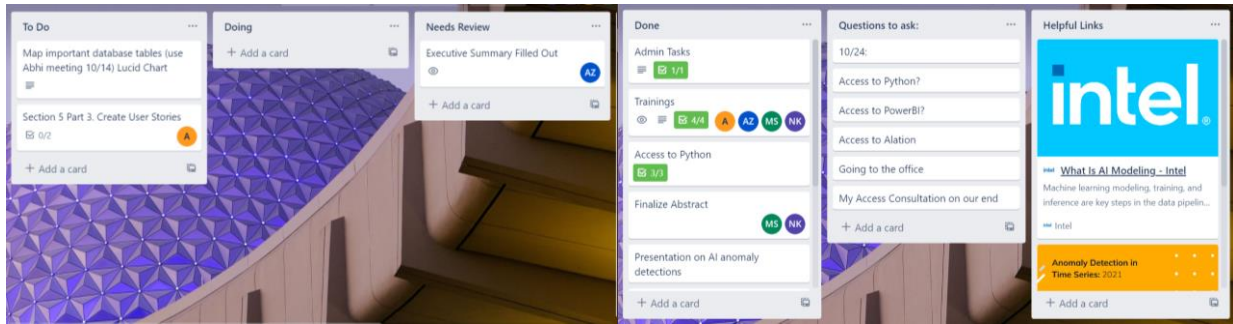 To Do
Map important database tables (use
Abhi meeting 10/14) Lucid Chart
Section 5 Part 3. Create User Stories
0/2
A
+ Add a card
Doing
+ Add a card
Needs Review
Executive Summary Filled Out
AZ
+ Add a card
Done
Admin Tasks
1/1
Trainings
4/4
A AZ MS NK
Access to Python
3/3
Finalize Abstract
MS NK
Presentation on AI anomaly
detections
+ Add a card
Questions to ask:
10/24:
Access to Python?
Access to PowerBI?
Access to Alation
Going to the office
My Access Consultation on our end
+ Add a card
Helpful Links
intel.
intel What Is AI Modeling - Intel
Machine learning modeling, training, and
inference are key steps in the data pipelin...
intel Intel
Anomaly Detection in
Time Series: 2021
+ Add a card